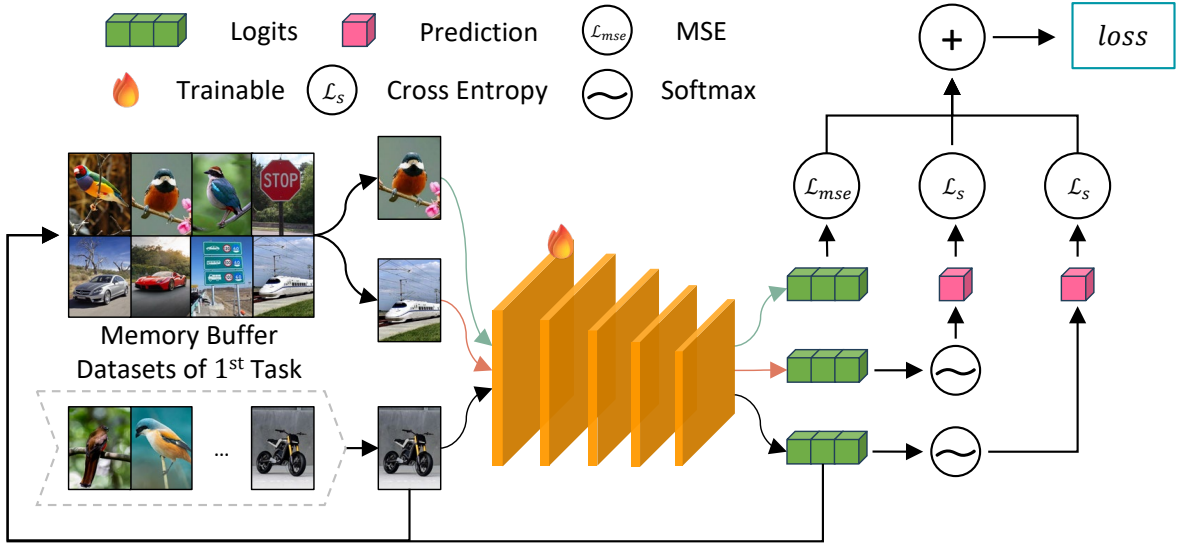 Logits Prediction ℒmse MSE
Trainable ℒs Cross Entropy Softmax
+ loss
STOP
ℒmse ℒs ℒs
Memory Buffer
Datasets of 1st Task
...